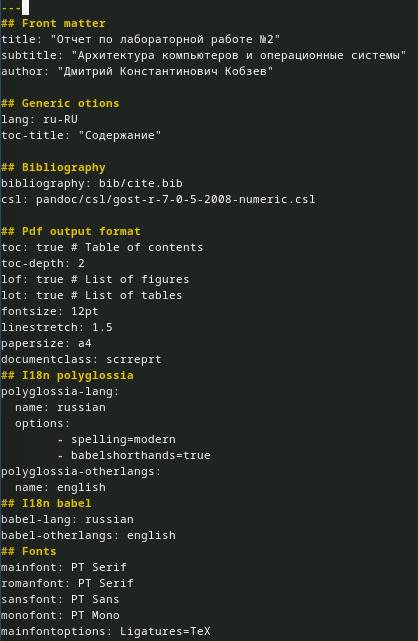 ---
## Front matter
title: "Отчет по лабораторной работе №2"
subtitle: "Архитектура компьютеров и операционные системы"
author: "Дмитрий Константинович Кобзев"
## Generic otions
lang: ru-RU
toc-title: "Содержание"
## Bibliography
bibliography: bib/cite.bib
csl: pandoc/csl/gost-r-7-0-5-2008-numeric.csl
## Pdf output format
toc: true # Table of contents
toc-depth: 2
lof: true # List of figures
lot: true # List of tables
fontsize: 12pt
linestretch: 1.5
papersize: a4
documentclass: scrreprt
## I18n polyglossia
polyglossia-lang:
  name: russian
  options:
        - spelling=modern
        - babelshorthands=true
polyglossia-otherlangs:
  name: english
## I18n babel
babel-lang: russian
babel-otherlangs: english
## Fonts
mainfont: PT Serif
romanfont: PT Serif
sansfont: PT Sans
monofont: PT Mono
mainfontoptions: Ligatures=TeX